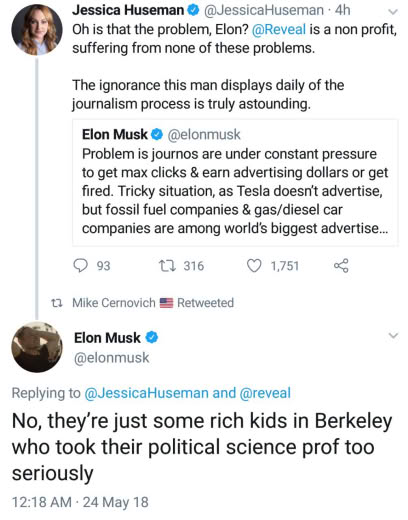 Jessica Huseman @JessicaHuseman · 4h
Oh is that the problem, Elon? @Reveal is a non profit,
suffering from none of these problems.
The ignorance this man displays daily of the
journalism process is truly astounding.
Elon Musk @elonmusk
Problem is journos are under constant pressure
to get max clicks & earn advertising dollars or get
fired. Tricky situation, as Tesla doesn't advertise,
but fossil fuel companies & gas/diesel car
companies are among world's biggest advertise...
93 316 1,751
Mike Cernovich 🇺🇸 Retweeted
Elon Musk
@elonmusk
Replying to @JessicaHuseman and @reveal
No, they're just some rich kids in Berkeley
who took their political science prof too
seriously
12:18 AM · 24 May 18